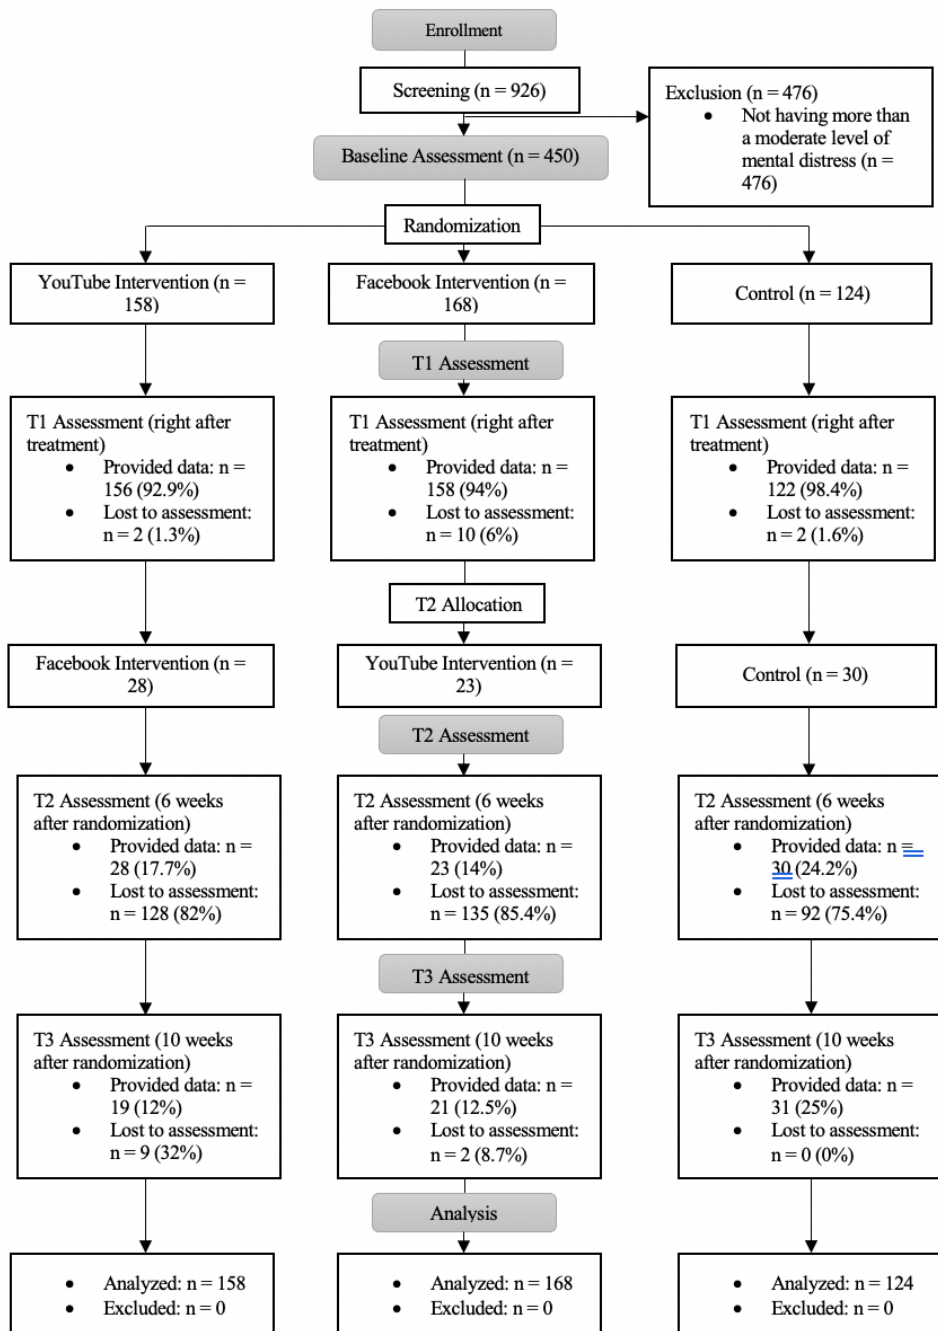 Enrollment
Screening (n = 926)
Exclusion (n = 476)
• Not having more than
a moderate level of
mental distress (n =
476)
Baseline Assessment (n = 450)
Randomization
YouTube Intervention (n =
158)
Facebook Intervention (n =
168)
Control (n = 124)
T1 Assessment
T1 Assessment (right after
treatment)
• Provided data: n =
156 (92.9%)
• Lost to assessment:
n = 2 (1.3%)
T1 Assessment (right after
treatment)
• Provided data: n =
158 (94%)
• Lost to assessment:
n = 10 (6%)
T1 Assessment (right after
treatment)
• Provided data: n =
122 (98.4%)
• Lost to assessment:
n = 2 (1.6%)
T2 Allocation
Facebook Intervention (n =
28)
YouTube Intervention (n =
23)
Control (n = 30)
T2 Assessment
T2 Assessment (6 weeks
after randomization)
• Provided data: n =
28 (17.7%)
• Lost to assessment:
n = 128 (82%)
T2 Assessment (6 weeks
after randomization)
• Provided data: n =
23 (14%)
• Lost to assessment:
n = 135 (85.4%)
T2 Assessment (6 weeks
after randomization)
• Provided data: n =
30 (24.2%)
• Lost to assessment:
n = 92 (75.4%)
T3 Assessment
T3 Assessment (10 weeks
after randomization)
• Provided data: n =
19 (12%)
• Lost to assessment:
n = 9 (32%)
T3 Assessment (10 weeks
after randomization)
• Provided data: n =
21 (12.5%)
• Lost to assessment:
n = 2 (8.7%)
T3 Assessment (10 weeks
after randomization)
• Provided data: n =
31 (25%)
• Lost to assessment:
n = 0 (0%)
Analysis
• Analyzed: n = 158
• Excluded: n = 0
• Analyzed: n = 168
• Excluded: n = 0
• Analyzed: n = 124
• Excluded: n = 0